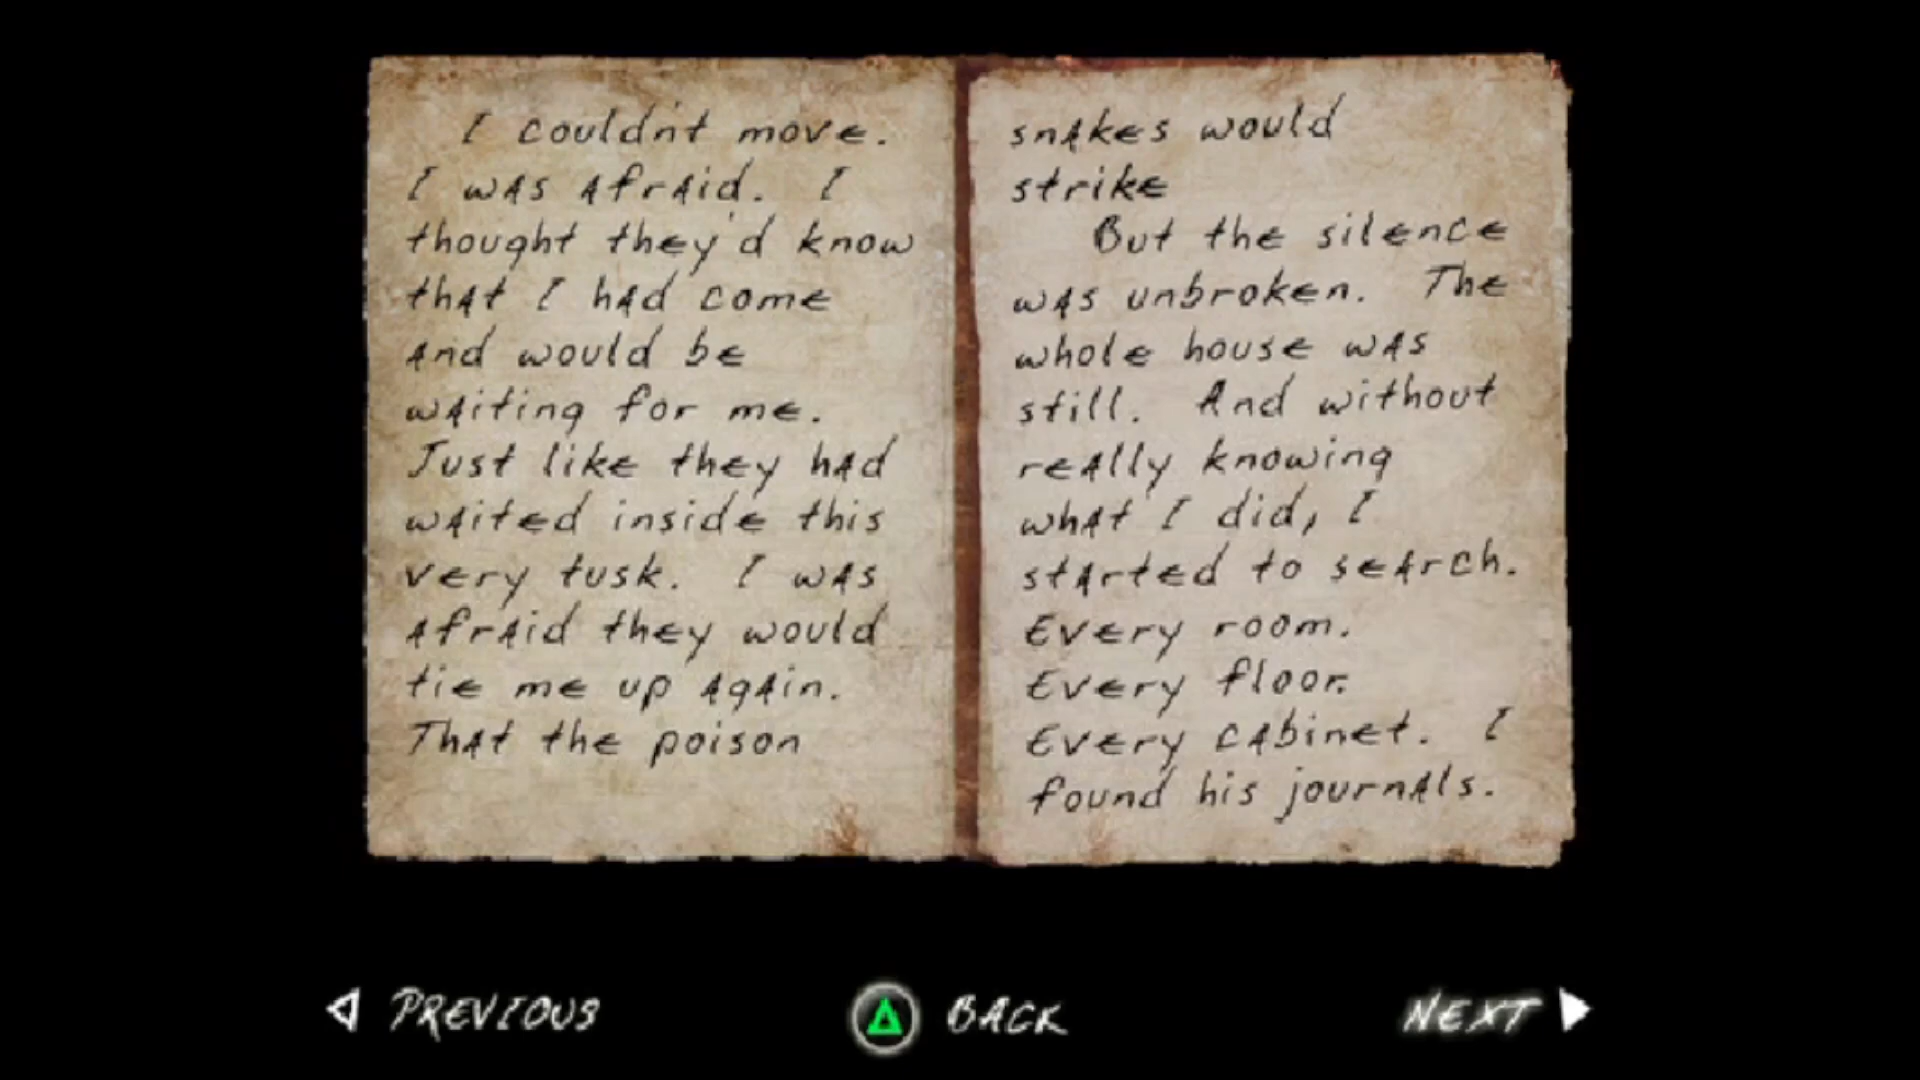 I couldn't move.
I was afraid. I
thought they'd know
that I had come
and would be
waiting for me.
Just like they had
waited inside this
very tusk. I was
afraid they would
tie me up again.
That the poison
snakes would
strike
But the silence
was unbroken. The
whole house was
still. And without
really knowing
what I did, I
started to search.
Every room.
Every floor.
Every cabinet. I
found his journals.
PREVIOUS
BACK
NEXT